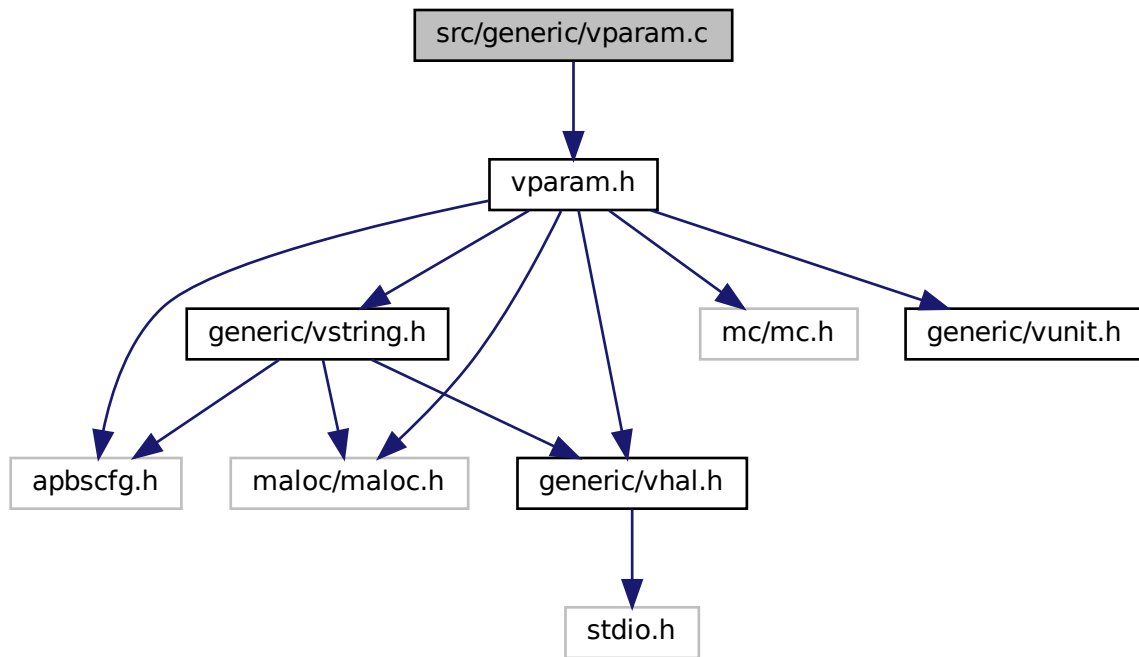 src/generic/vparam.c
vparam.h
generic/vstring.h
mc/mc.h
generic/vunit.h
apbscfg.h
maloc/maloc.h
generic/vhal.h
stdio.h